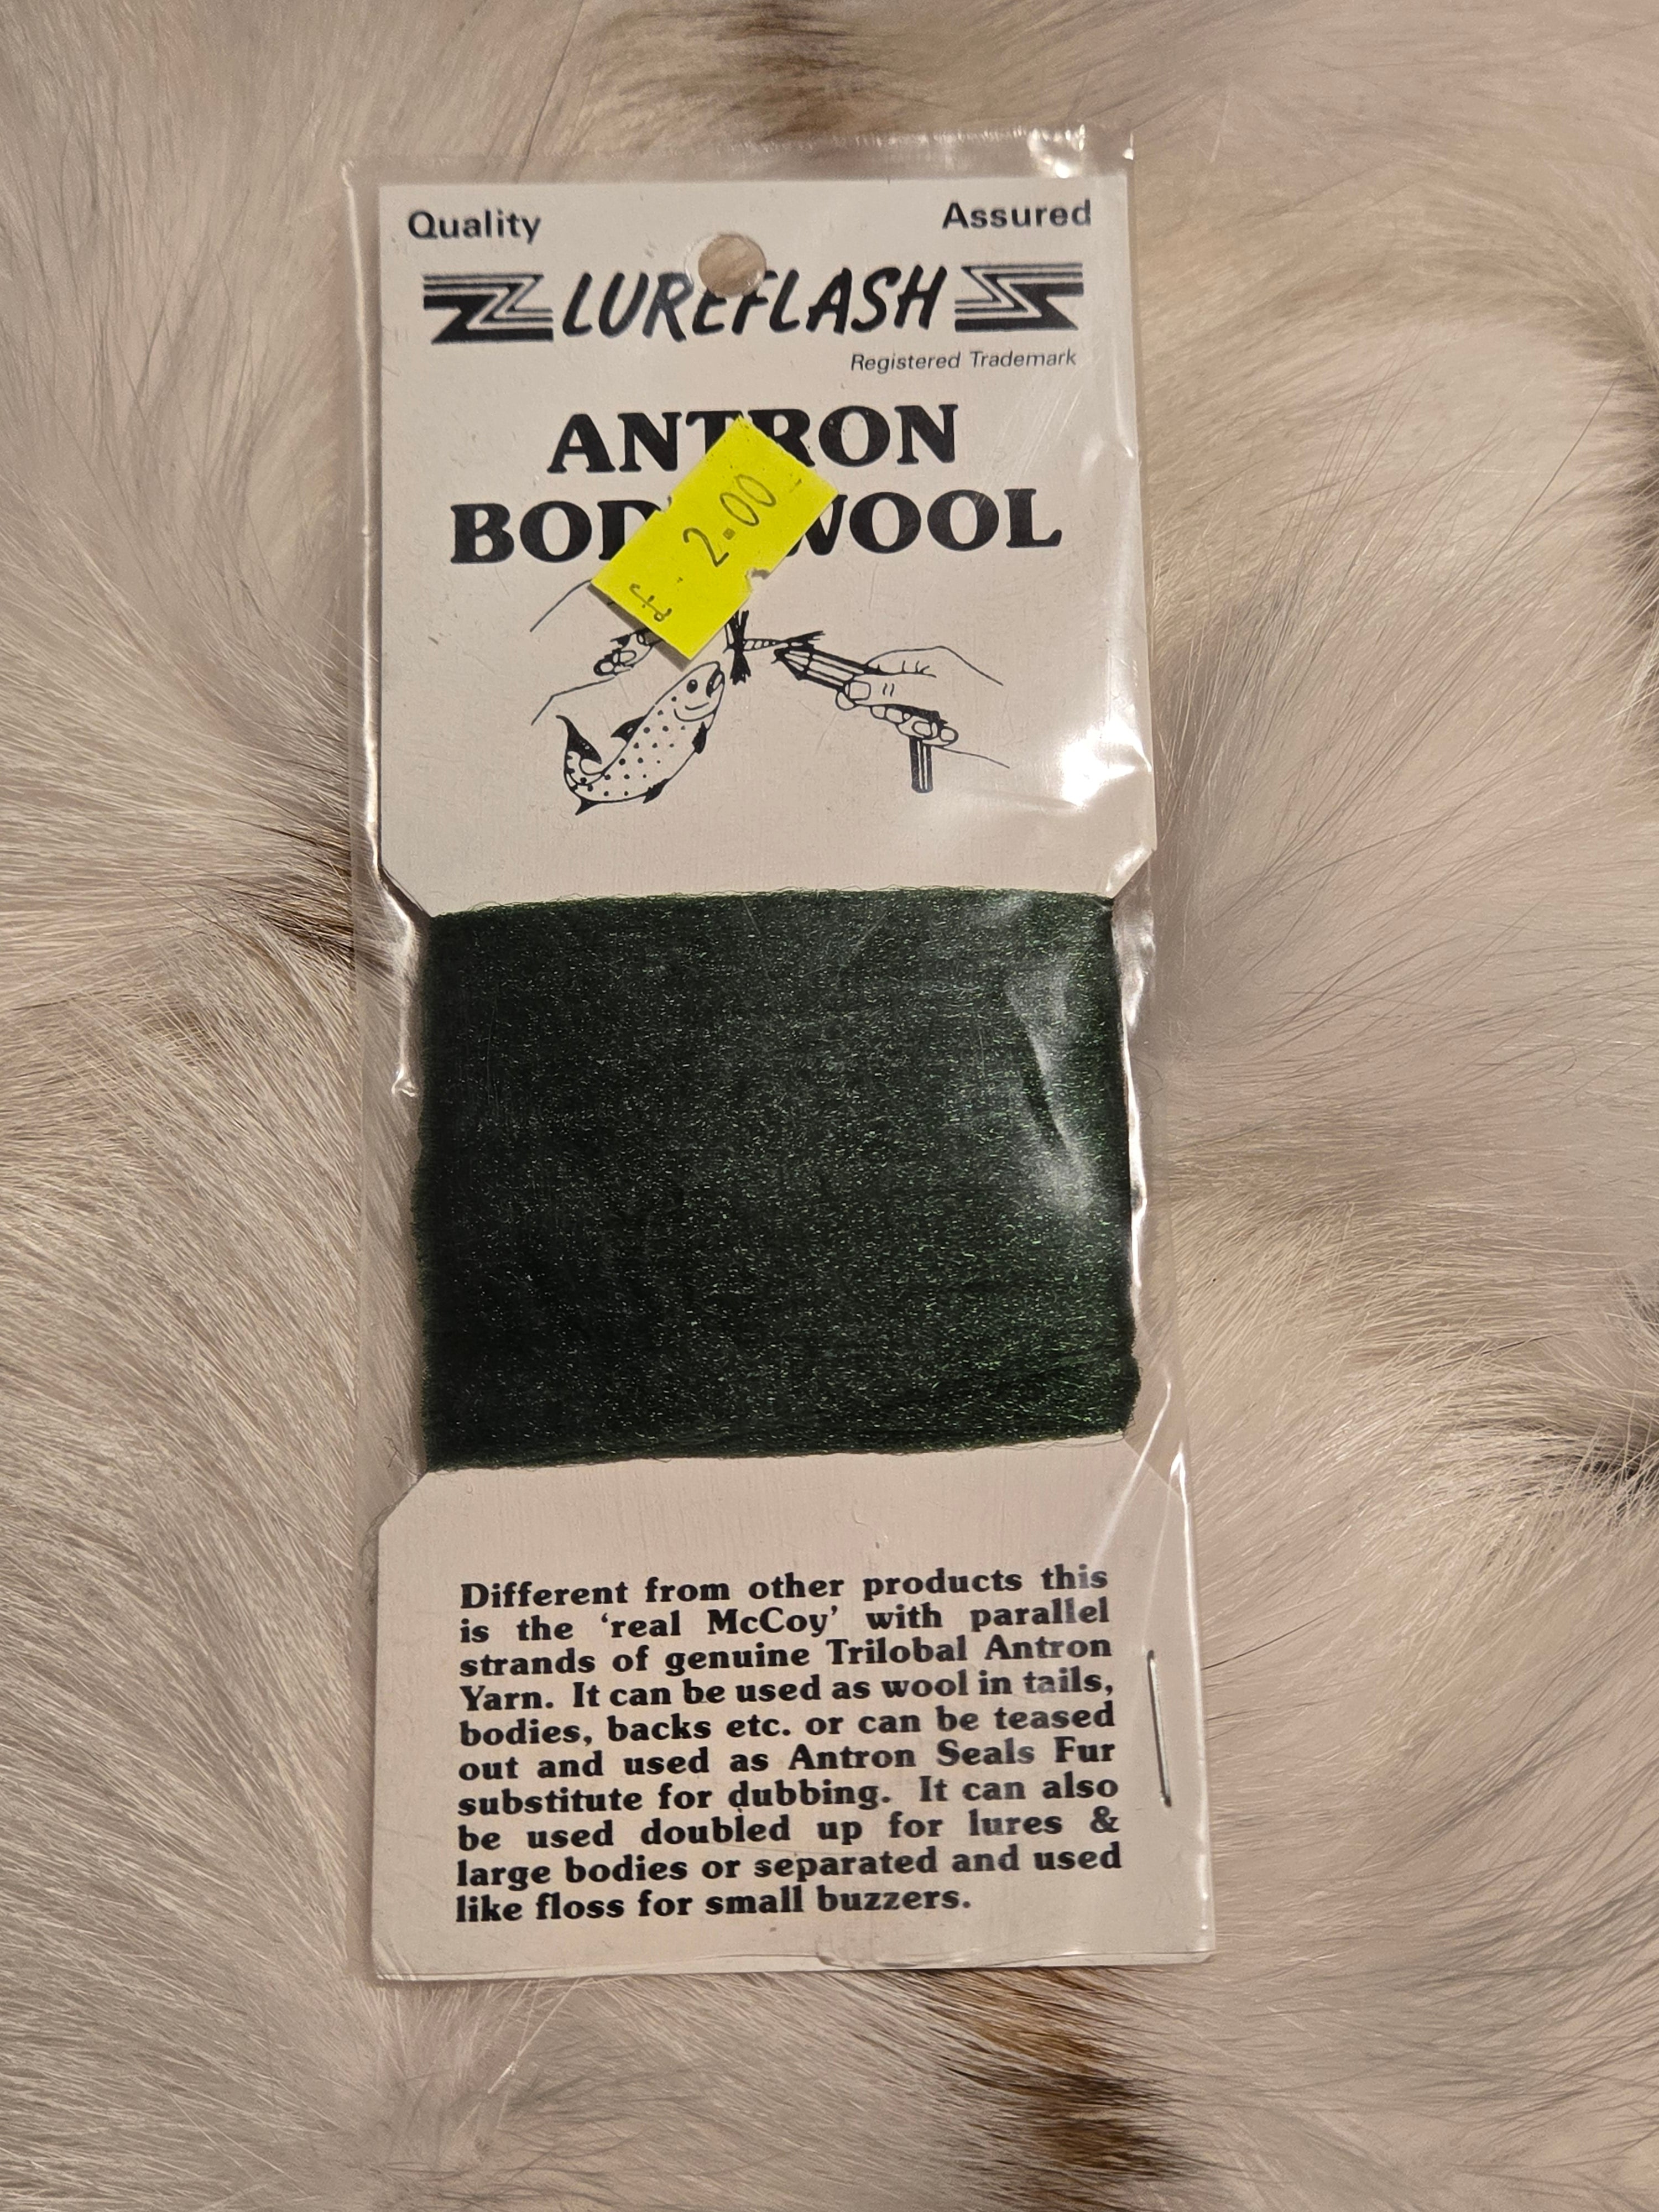 Quality Assured
LUREFLASH
Registered Trademark
ANTRON
BODY WOOL
£ 2.00
Different from other products this
is the ‘real McCoy’ with parallel
strands of genuine Trilobal Antron
Yarn. It can be used as wool in tails,
bodies, backs etc. or can be teased
out and used as Antron Seals Fur
substitute for dubbing. It can also
be used doubled up for lures &
large bodies or separated and used
like floss for small buzzers.